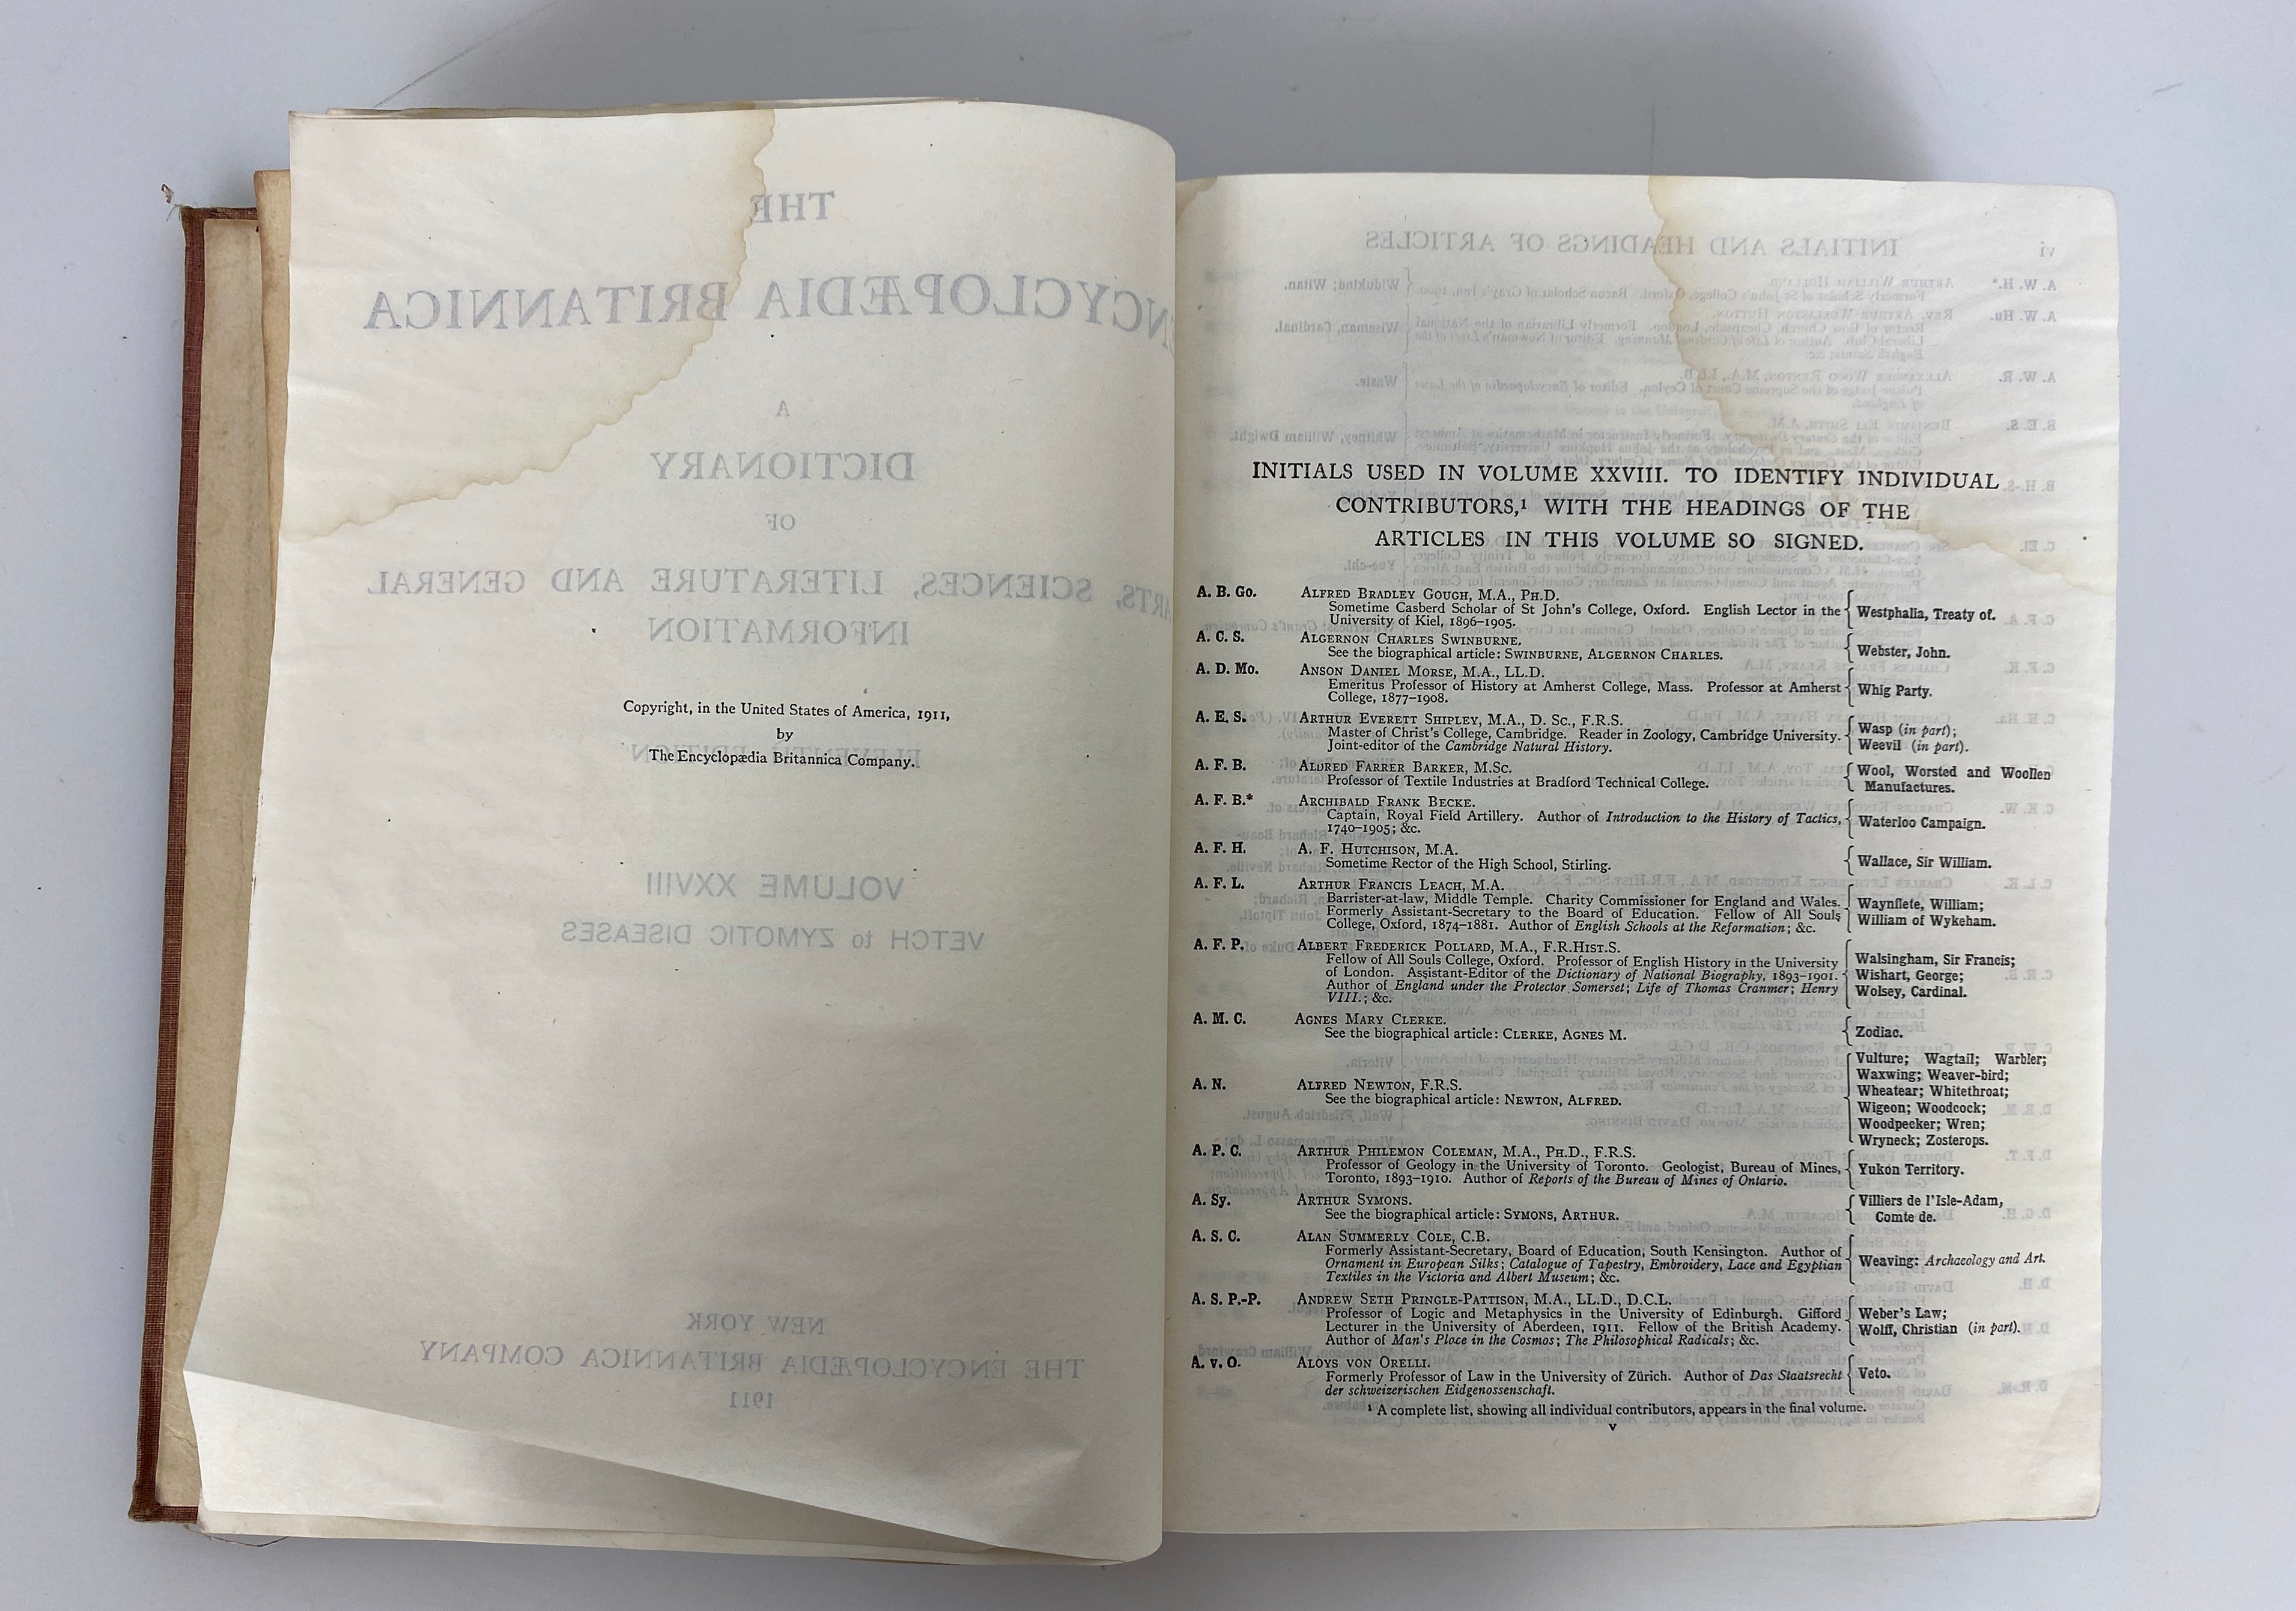 Copyright, in the United States of America, 1911,
by
The Encyclopædia Britannica Company.
THE
ENCYCLOPÆDIA BRITANNICA
A
DICTIONARY
OF
ARTS, SCIENCES, LITERATURE AND GENERAL
INFORMATION
ELEVENTH EDITION
VOLUME XXVIII
VETCH to ZYMOTIC DISEASES
NEW YORK
THE ENCYCLOPÆDIA BRITANNICA COMPANY
1911
INITIALS USED IN VOLUME XXVIII. TO IDENTIFY INDIVIDUAL
CONTRIBUTORS,¹ WITH THE HEADINGS OF THE
ARTICLES IN THIS VOLUME SO SIGNED.
A. B. Go. ALFRED BRADLEY GOUGH, M.A., PH.D.
Sometime Casberd Scholar of St John's College, Oxford. English Lector in the { Westphalia, Treaty of.
University of Kiel, 1896–1905.
A. C. S. ALGERNON CHARLES SWINBURNE.
See the biographical article: SWINBURNE, ALGERNON CHARLES. { Webster, John.
A. D. Mo. ANSON DANIEL MORSE, M.A., LL.D.
Emeritus Professor of History at Amherst College, Mass. Professor at Amherst { Whig Party.
College, 1877–1908.
A. E. S. ARTHUR EVERETT SHIPLEY, M.A., D. Sc., F.R.S.
Master of Christ's College, Cambridge. Reader in Zoology, Cambridge University. { Wasp (in part);
Joint-editor of the Cambridge Natural History. Weevil (in part).
A. F. B. ALDRED FARRER BARKER, M.Sc.
Professor of Textile Industries at Bradford Technical College. { Wool, Worsted and Woollen
Manufactures.
A. F. B.* ARCHIBALD FRANK BECKE.
Captain, Royal Field Artillery. Author of Introduction to the History of Tactics, { Waterloo Campaign.
1740–1905; &c.
A. F. H. A. F. HUTCHISON, M.A.
Sometime Rector of the High School, Stirling. { Wallace, Sir William.
A. F. L. ARTHUR FRANCIS LEACH, M.A.
Barrister-at-law, Middle Temple. Charity Commissioner for England and Wales. { Waynflete, William;
Formerly Assistant-Secretary to the Board of Education. Fellow of All Souls William of Wykeham.
College, Oxford, 1874–1881. Author of English Schools at the Reformation; &c.
A. F. P. ALBERT FREDERICK POLLARD, M.A., F.R.HIST.S.
Fellow of All Souls College, Oxford. Professor of English History in the University { Walsingham, Sir Francis;
of London. Assistant-Editor of the Dictionary of National Biography, 1893–1901. Wishart, George;
Author of England under the Protector Somerset; Life of Thomas Cranmer; Henry Wolsey, Cardinal.
VIII.; &c.
A. M. C. AGNES MARY CLERKE.
See the biographical article: CLERKE, AGNES M. { Zodiac.
A. N. ALFRED NEWTON, F.R.S.
See the biographical article: NEWTON, ALFRED.
{ Vulture; Wagtail; Warbler;
Waxwing; Weaver-bird;
Wheatear; Whitethroat;
Wigeon; Woodcock;
Woodpecker; Wren;
Wryneck; Zosterops.
A. P. C. ARTHUR PHILEMON COLEMAN, M.A., PH.D., F.R.S.
Professor of Geology in the University of Toronto. Geologist, Bureau of Mines, { Yukon Territory.
Toronto, 1893–1910. Author of Reports of the Bureau of Mines of Ontario.
A. Sy. ARTHUR SYMONS.
See the biographical article: SYMONS, ARTHUR. { Villiers de l'Isle-Adam,
Comte de.
A. S. C. ALAN SUMMERLY COLE, C.B.
Formerly Assistant-Secretary, Board of Education, South Kensington. Author of { Weaving: Archaeology and Art.
Ornament in European Silks; Catalogue of Tapestry, Embroidery, Lace and Egyptian
Textiles in the Victoria and Albert Museum; &c.
A. S. P.-P. ANDREW SETH PRINGLE-PATTISON, M.A., LL.D., D.C.L.
Professor of Logic and Metaphysics in the University of Edinburgh. Gifford { Weber's Law;
Lecturer in the University of Aberdeen, 1911. Fellow of the British Academy. Wolff, Christian (in part).
Author of Man's Place in the Cosmos; The Philosophical Radicals; &c.
A. v. O. ALOYS VON ORELLI.
Formerly Professor of Law in the University of Zürich. Author of Das Staatsrecht { Veto.
der schweizerischen Eidgenossenschaft.
¹ A complete list, showing all individual contributors, appears in the final volume.
v